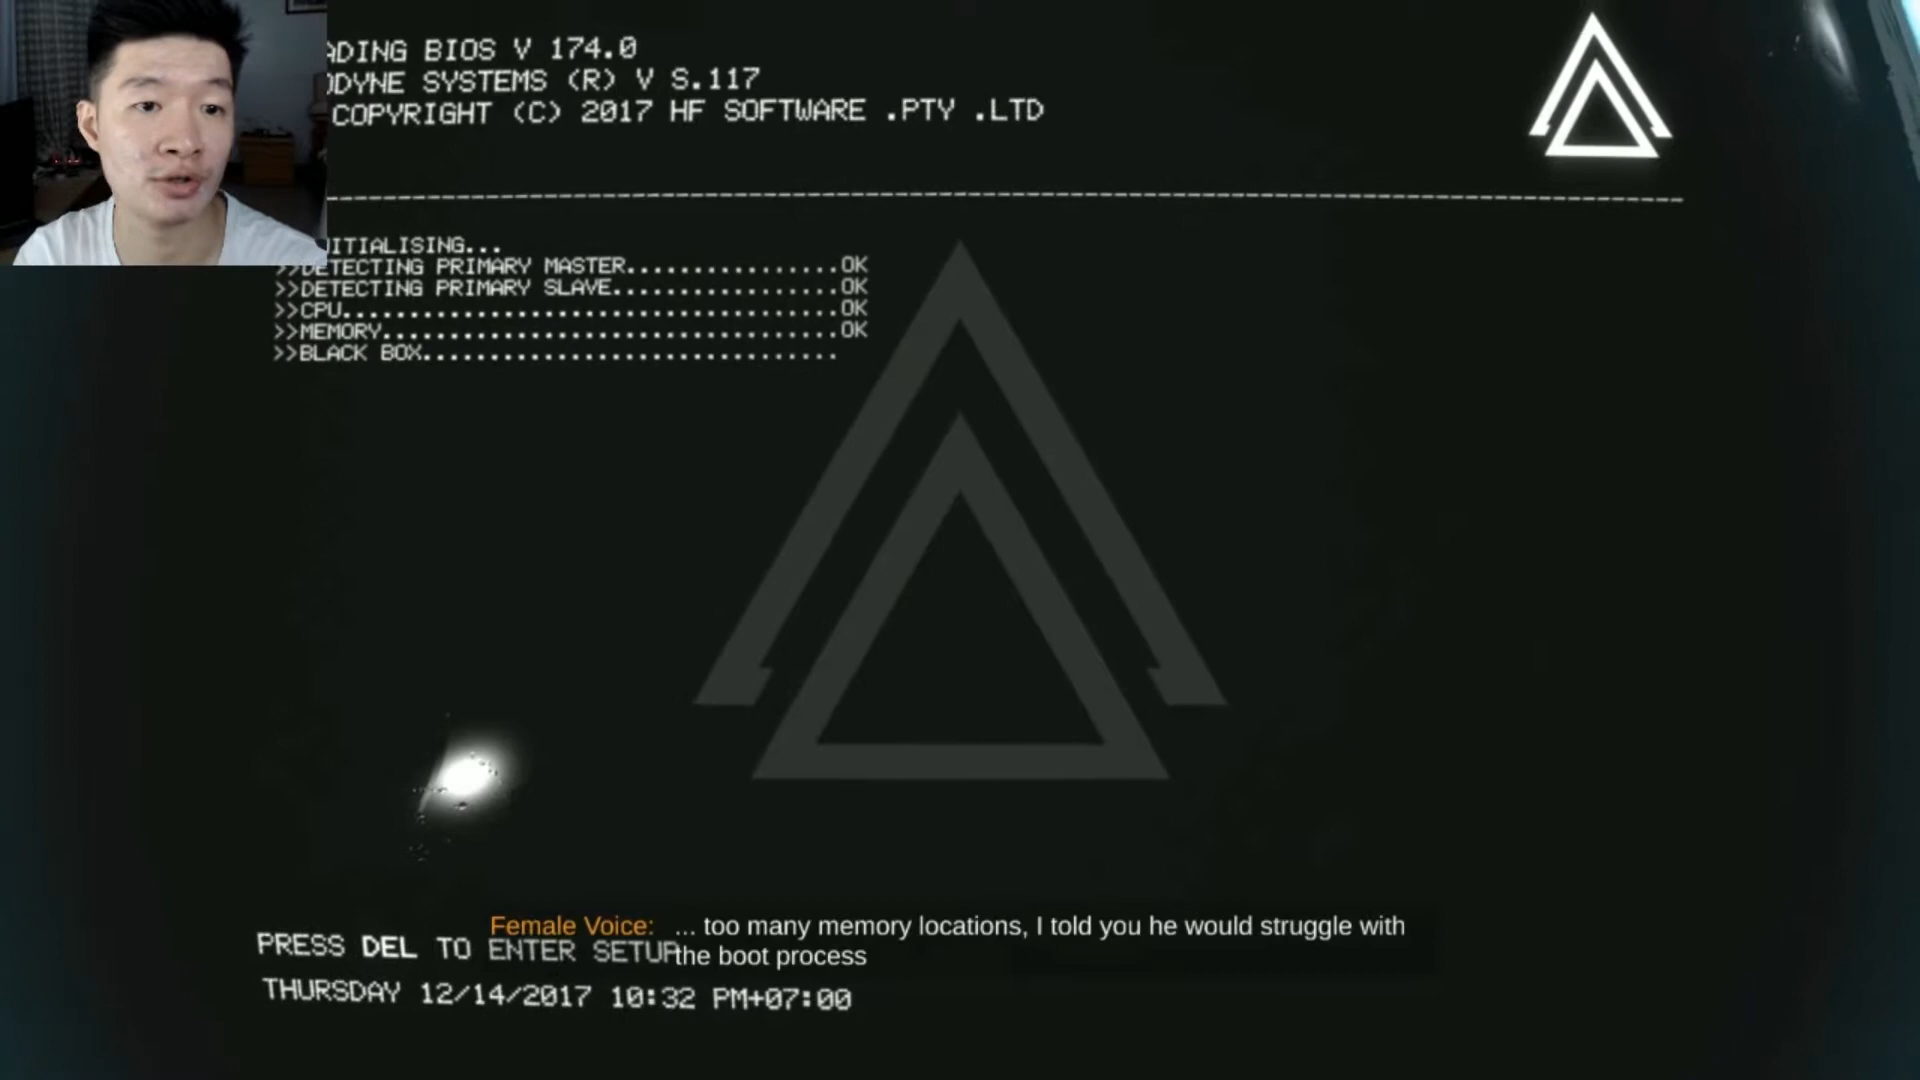 ADING BIOS V 174.0
ODYNE SYSTEMS (R) V S.117
COPYRIGHT (C) 2017 HF SOFTWARE .PTY .LTD
ITIALISING...
>>DETECTING PRIMARY MASTER................OK
>>DETECTING PRIMARY SLAVE.................OK
>>CPU.....................................OK
>>MEMORY..................................OK
>>BLACK BOX...............................
Female Voice: ... too many memory locations, I told you he would struggle with
the boot process
PRESS DEL TO ENTER SETUP
THURSDAY 12/14/2017 10:32 PM+07:00